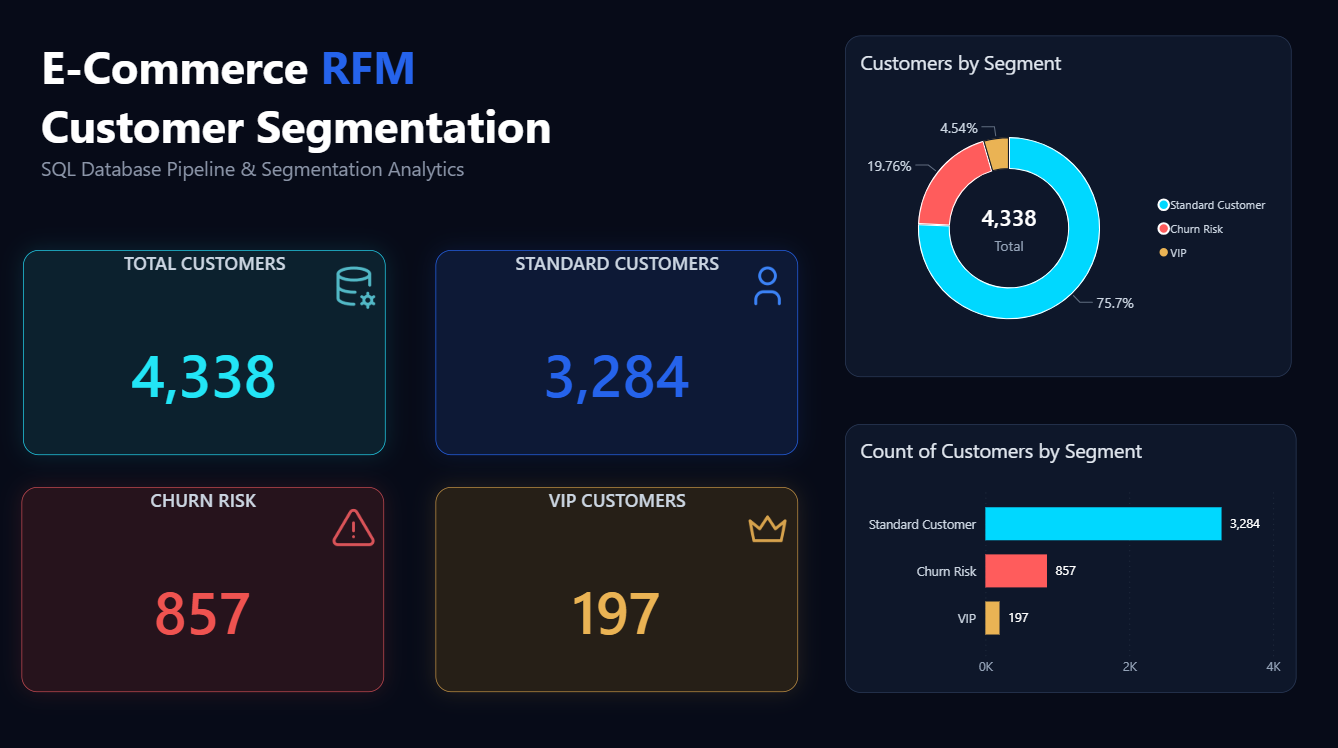 E-Commerce RFM
Customer Segmentation
SQL Database Pipeline & Segmentation Analytics
TOTAL CUSTOMERS
4,338
STANDARD CUSTOMERS
3,284
CHURN RISK
857
VIP CUSTOMERS
197
Customers by Segment
4.54%
19.76%
4,338
Total
75.7%
Standard Customer
Churn Risk
VIP
Count of Customers by Segment
Standard Customer 3,284
Churn Risk 857
VIP 197
0K 2K 4K